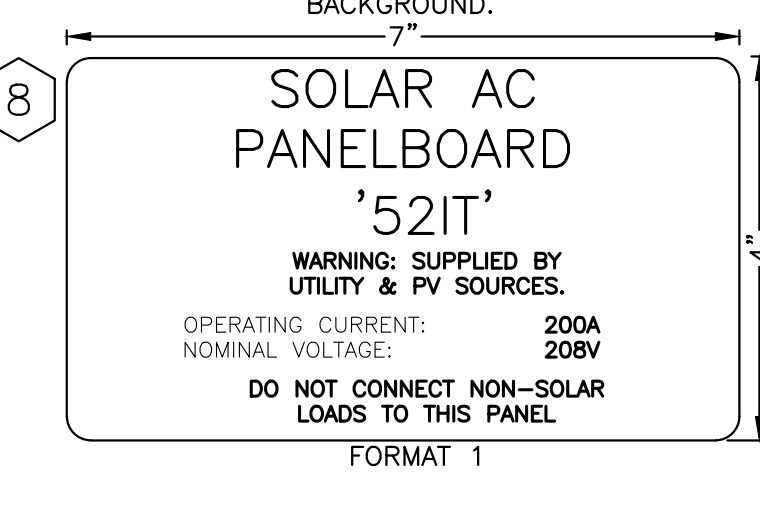 BACKGROUND.
7"
8
SOLAR AC
PANELBOARD
'52IT'
WARNING: SUPPLIED BY
UTILITY & PV SOURCES.
OPERATING CURRENT: 200A
NOMINAL VOLTAGE: 208V
DO NOT CONNECT NON-SOLAR
LOADS TO THIS PANEL
4"
FORMAT 1